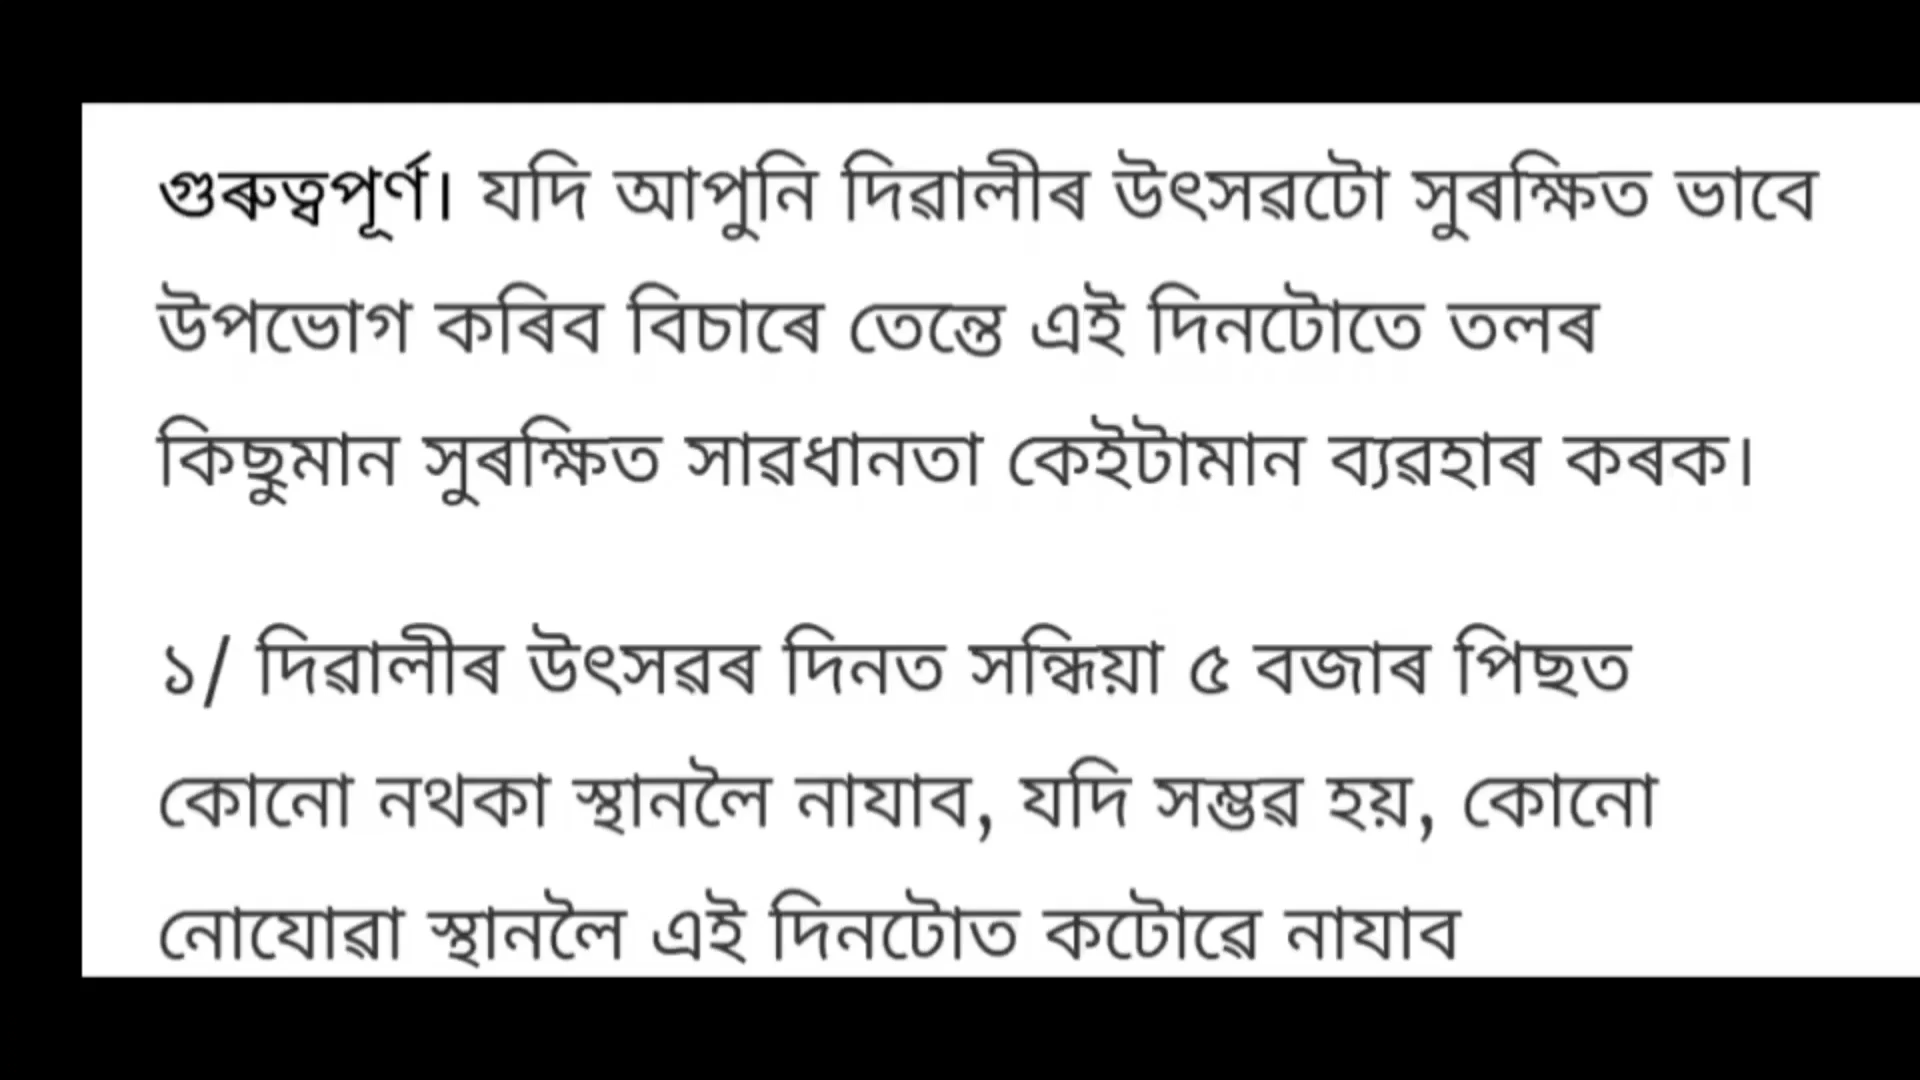 গুৰুত্বপূৰ্ণ। যদি আপুনি দিৱালীৰ উৎসৱটো সুৰক্ষিত ভাবে
উপভোগ কৰিব বিচাৰে তেন্তে এই দিনটোতে তলৰ
কিছুমান সুৰক্ষিত সাৱধানতা কেইটামান ব্যৱহাৰ কৰক।
১/ দিৱালীৰ উৎসৱৰ দিনত সন্ধিয়া ৫ বজাৰ পিছত
কোনো নথকা স্থানলৈ নাযাব, যদি সম্ভৱ হয়, কোনো
নোযোৱা স্থানলৈ এই দিনটোত কটোৱে নাযাব